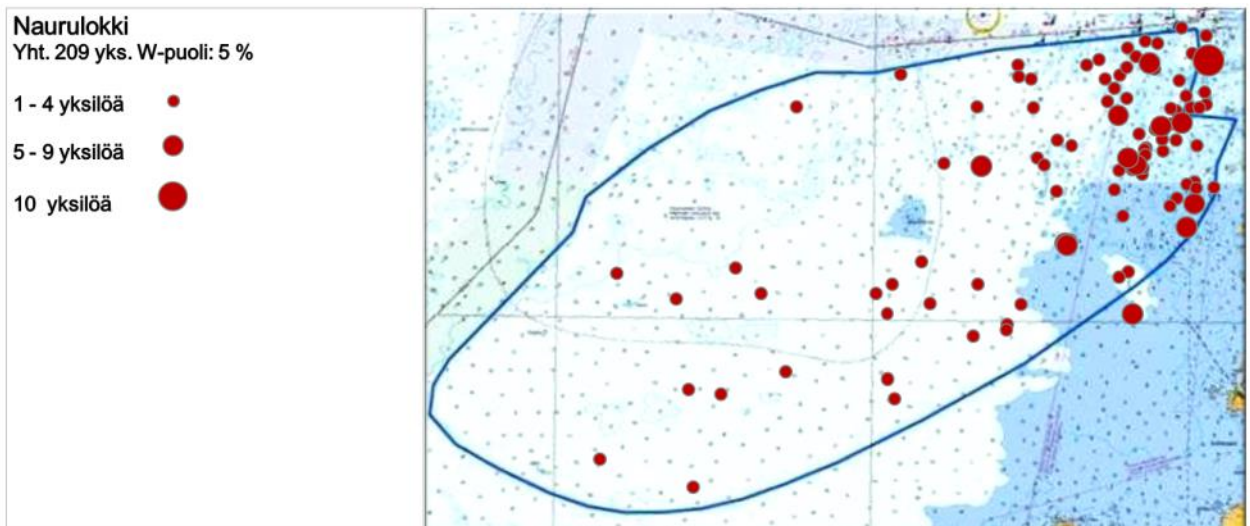 Naurulokki
Yht. 209 yks. W-puoli: 5 %
1 - 4 yksilöä
5 - 9 yksilöä
10 yksilöä